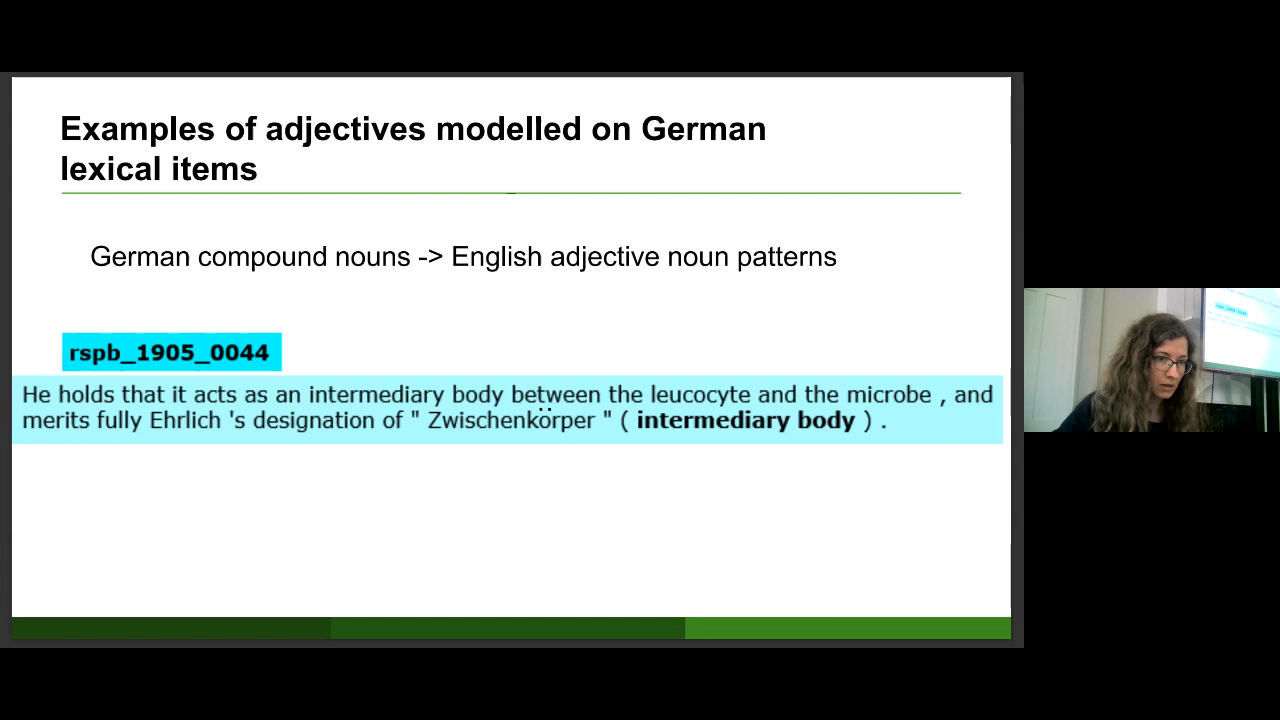 Examples of adjectives modelled on German
lexical items
German compound nouns -> English adjective noun patterns
rspb_1905_0044
He holds that it acts as an intermediary body between the leucocyte and the microbe , and
merits fully Ehrlich 's designation of " Zwischenkörper " ( intermediary body ) .